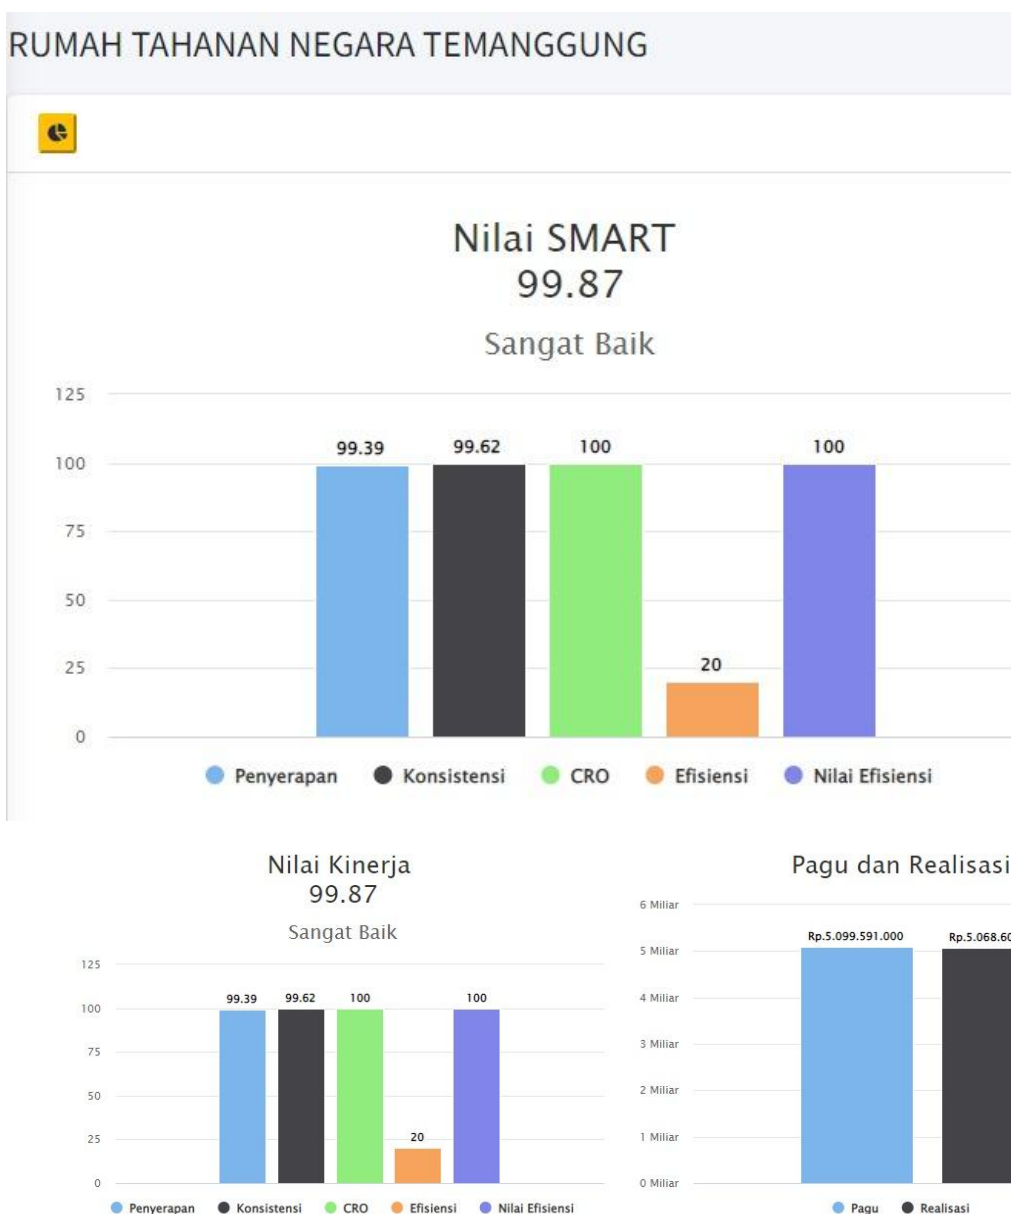 RUMAH TAHANAN NEGARA TEMANGGUNG
Nilai SMART
99.87
Sangat Baik
125
100
75
50
25
0
99.39
99.62
100
20
100
Penyerapan
Konsistensi
CRO
Efisiensi
Nilai Efisiensi
Nilai Kinerja
99.87
Sangat Baik
125
100
75
50
25
0
99.39
99.62
100
20
100
Penyerapan
Konsistensi
CRO
Efisiensi
Nilai Efisiensi
Pagu dan Realisasi
6 Miliar
5 Miliar
4 Miliar
3 Miliar
2 Miliar
1 Miliar
0 Miliar
Rp.5.099.591.000
Pagu
Realisasi